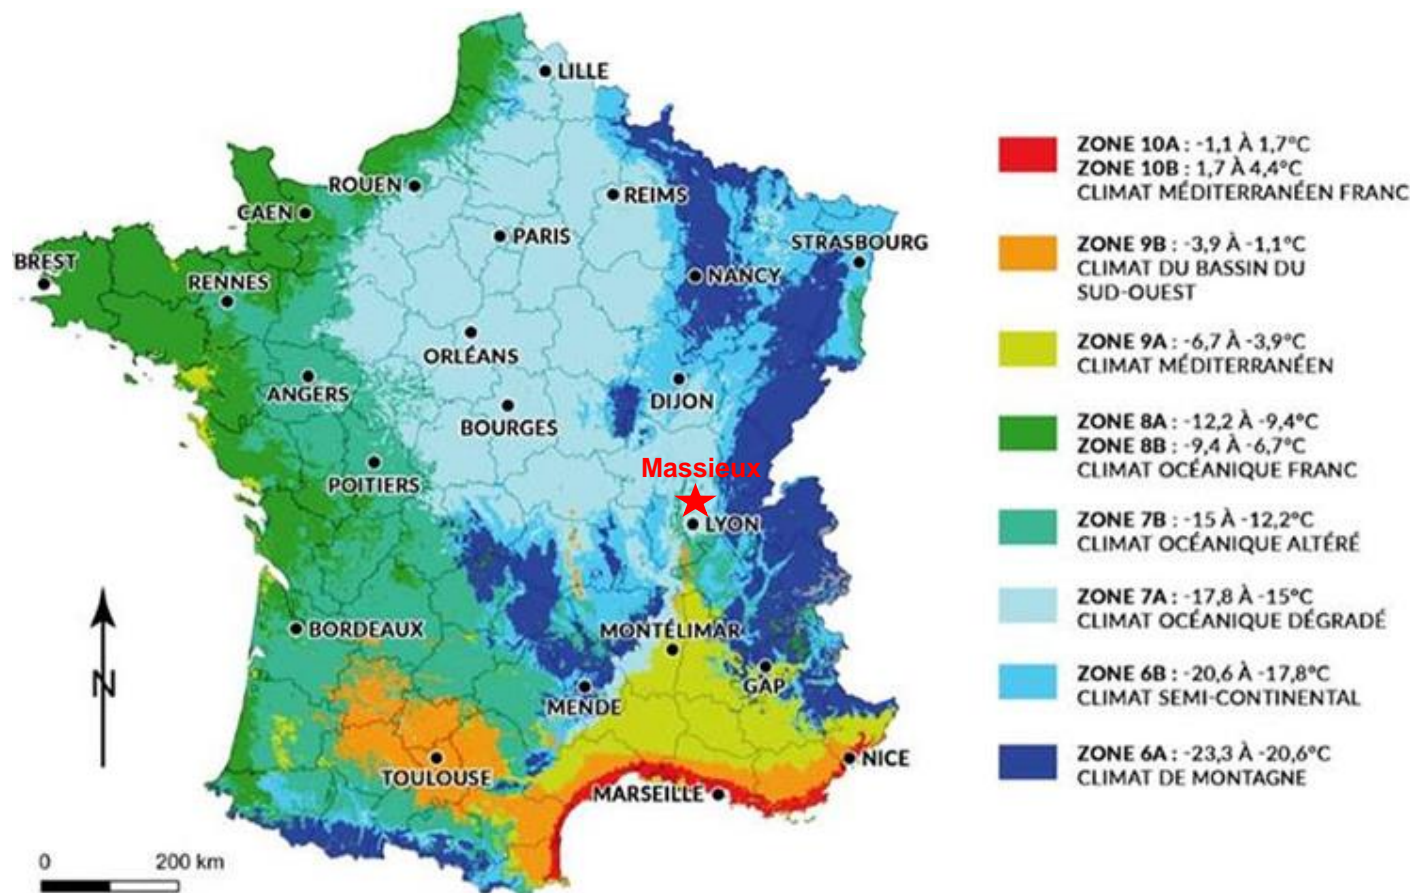 LILLE
ROUEN
REIMS
CAEN
PARIS
STRASBOURG
BREST
RENNES
NANCY
ORLÉANS
ANGERS
DIJON
BOURGES
Massieux
POITIERS
LYON
BORDEAUX
MONTÉLIMAR
GAP
MENDE
NICE
TOULOUSE
MARSEILLE
N
0 200 km
ZONE 10A : -1,1 À 1,7°C
ZONE 10B : 1,7 À 4,4°C
CLIMAT MÉDITERRANÉEN FRANC
ZONE 9B : -3,9 À -1,1°C
CLIMAT DU BASSIN DU
SUD-OUEST
ZONE 9A : -6,7 À -3,9°C
CLIMAT MÉDITERRANÉEN
ZONE 8A : -12,2 À -9,4°C
ZONE 8B : -9,4 À -6,7°C
CLIMAT OCÉANIQUE FRANC
ZONE 7B : -15 À -12,2°C
CLIMAT OCÉANIQUE ALTÉRÉ
ZONE 7A : -17,8 À -15°C
CLIMAT OCÉANIQUE DÉGRADÉ
ZONE 6B : -20,6 À -17,8°C
CLIMAT SEMI-CONTINENTAL
ZONE 6A : -23,3 À -20,6°C
CLIMAT DE MONTAGNE